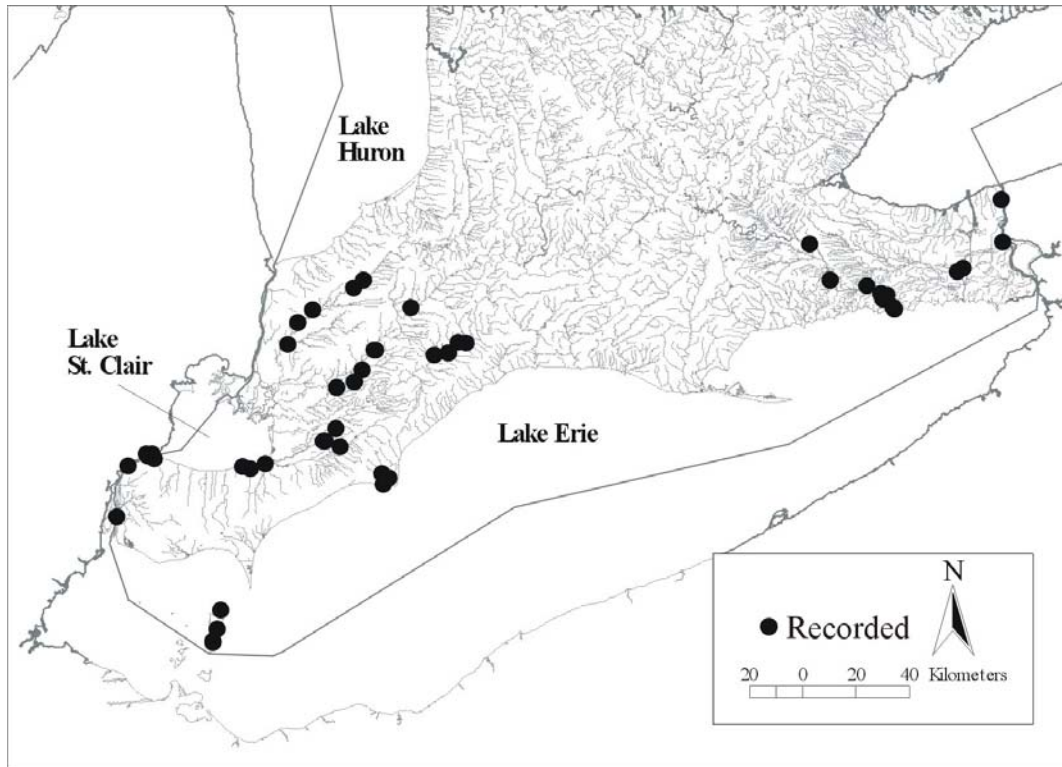 Lake
Huron
Lake
St. Clair
Lake Erie
N
Recorded
20 0 20 40
Kilometers